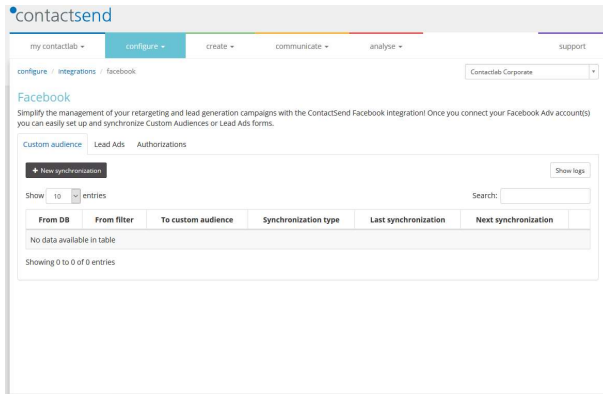 contactsend
my contactlab configure create communicate analyse support
configure / integrations / facebook Contactlab Corporate
Facebook
Simplify the management of your retargeting and lead generation campaigns with the ContactSend Facebook integration! Once you connect your Facebook Adv account(s)
you can easily set up and synchronize Custom Audiences or Lead Ads forms.
Custom audience Lead Ads Authorizations
+ New synchronization Show logs
Show 10 entries Search:
From DB From filter To custom audience Synchronization type Last synchronization Next synchronization
No data available in table
Showing 0 to 0 of 0 entries